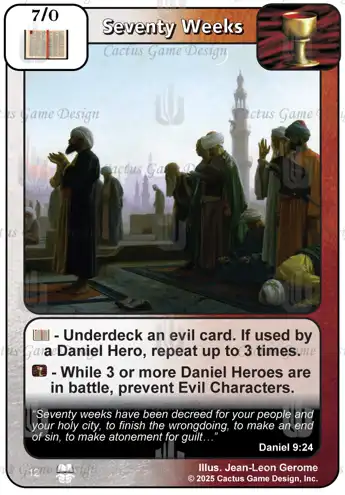 7/0
Seventy Weeks
Cactus Game Design
- Underdeck an evil card. If used by
a Daniel Hero, repeat up to 3 times.
- While 3 or more Daniel Heroes are
in battle, prevent Evil Characters.
"Seventy weeks have been decreed for your people and
your holy city, to finish the wrongdoing, to make an end
of sin, to make atonement for guilt…"
Daniel 9:24
12
Illus. Jean-Leon Gerome
© 2025 Cactus Game Design, Inc.